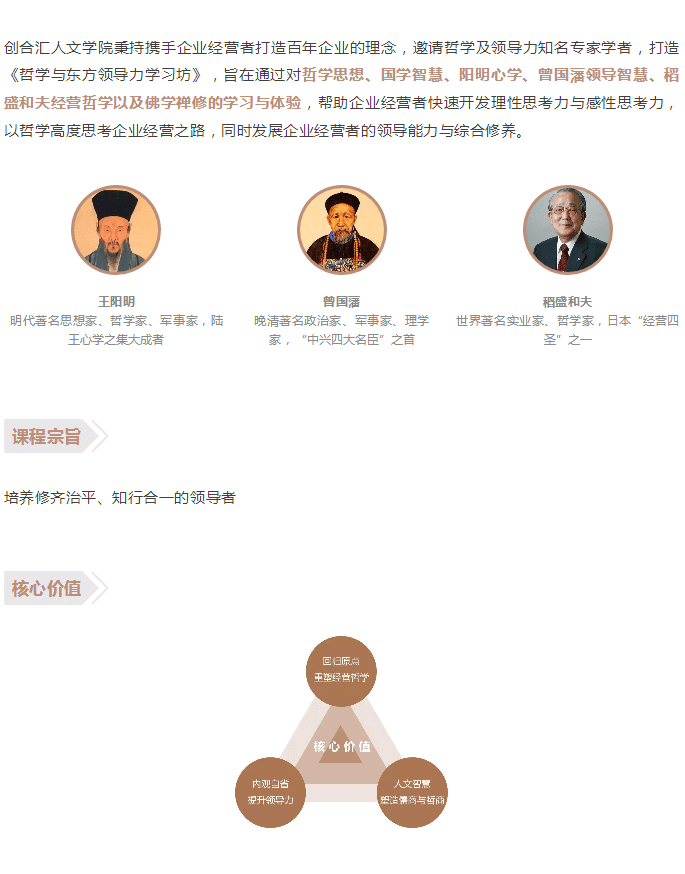 创合汇人文学院秉持携手企业经营者打造百年企业的理念，邀请哲学及领导力知名专家学者，打造
《哲学与东方领导力学习坊》，旨在通过对哲学思想、国学智慧、阳明心学、曾国藩领导智慧、稻
盛和夫经营哲学以及佛学禅修的学习与体验，帮助企业经营者快速开发理性思考力与感性思考力，
以哲学高度思考企业经营之路，同时发展企业经营者的领导能力与综合修养。
王阳明
明代著名思想家、哲学家、军事家，陆
王心学之集大成者
曾国藩
晚清著名政治家、军事家、理学
家，“中兴四大名臣”之首
稻盛和夫
世界著名实业家、哲学家，日本“经营四
圣”之一
课程宗旨
培养修齐治平、知行合一的领导者
核心价值
回归原点
重塑经营哲学
核心价值
内观自省
提升领导力
人文智慧
塑造儒商与哲商